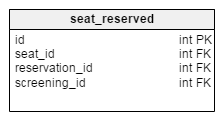 seat_reserved
id int PK
seat_id int FK
reservation_id int FK
screening_id int FK